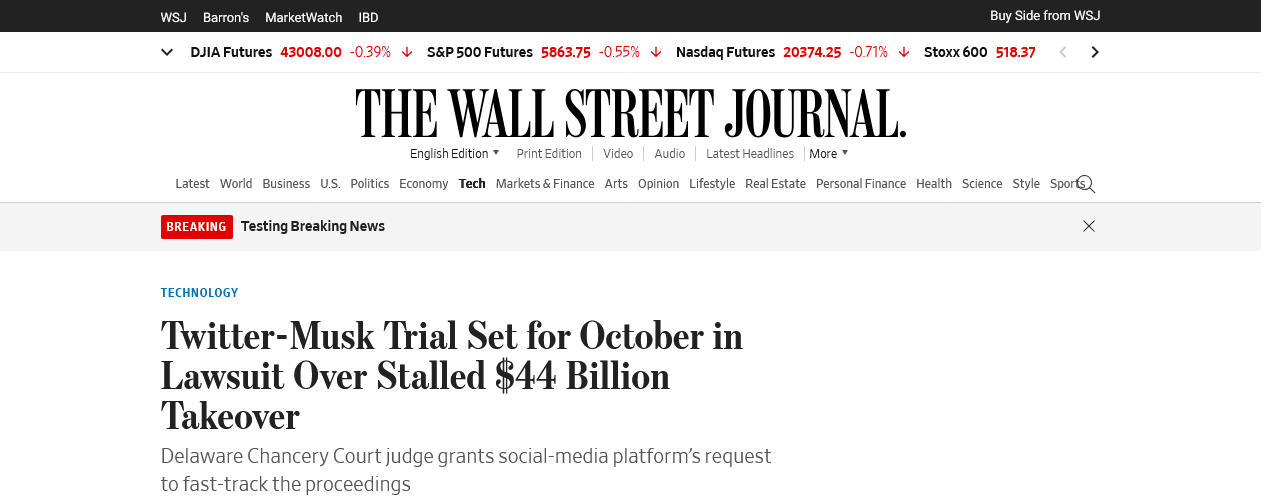 WSJ Barron's MarketWatch IBD Buy Side from WSJ
DJIA Futures 43008.00 -0.39% S&P 500 Futures 5863.75 -0.55% Nasdaq Futures 20374.25 -0.71% Stoxx 600 518.37
THE WALL STREET JOURNAL.
English Edition Print Edition Video Audio Latest Headlines More
Latest World Business U.S. Politics Economy Tech Markets & Finance Arts Opinion Lifestyle Real Estate Personal Finance Health Science Style Sports
BREAKING Testing Breaking News
TECHNOLOGY
Twitter-Musk Trial Set for October in
Lawsuit Over Stalled $44 Billion
Takeover
Delaware Chancery Court judge grants social-media platform’s request
to fast-track the proceedings